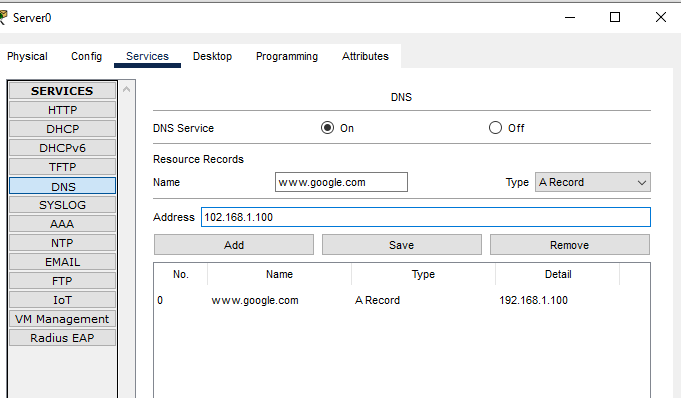 Server0
Physical Config Services Desktop Programming Attributes
SERVICES
HTTP
DHCP
DHCPv6
TFTP
DNS
SYSLOG
AAA
NTP
EMAIL
FTP
IoT
VM Management
Radius EAP
DNS
DNS Service On Off
Resource Records
Name www.google.com Type A Record
Address 102.168.1.100
Add Save Remove
No. Name Type Detail
0 www.google.com A Record 192.168.1.100